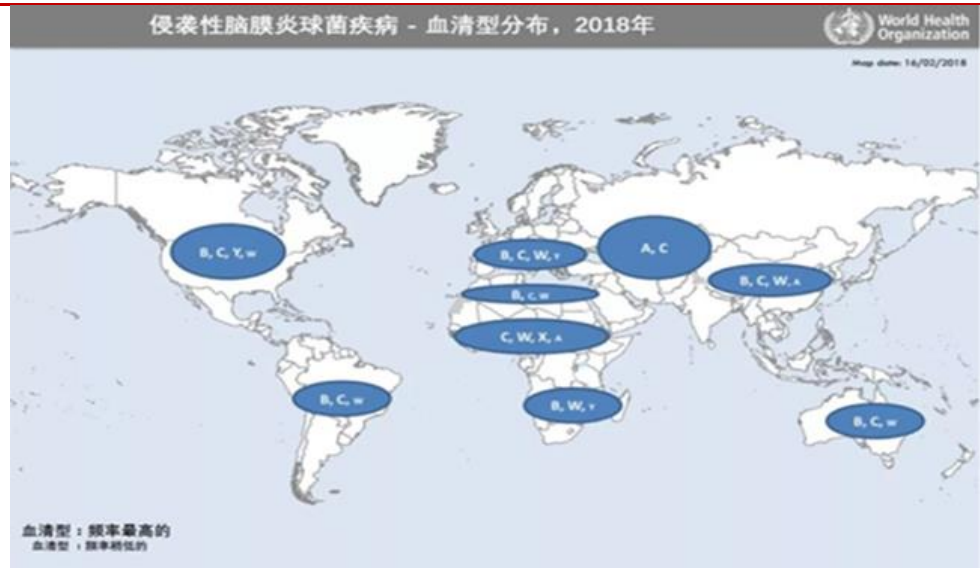 侵袭性脑膜炎球菌疾病 - 血清型分布，2018年
World Health
Organization
Map date: 16/02/2018
B, C, Y, W
B, C, W, Y
A, C
B, C, W, A
B, C, W
C, W, X, A
B, C, W
B, W, Y
B, C, W
血清型：频率最高的
血清型 ：频率稍低的